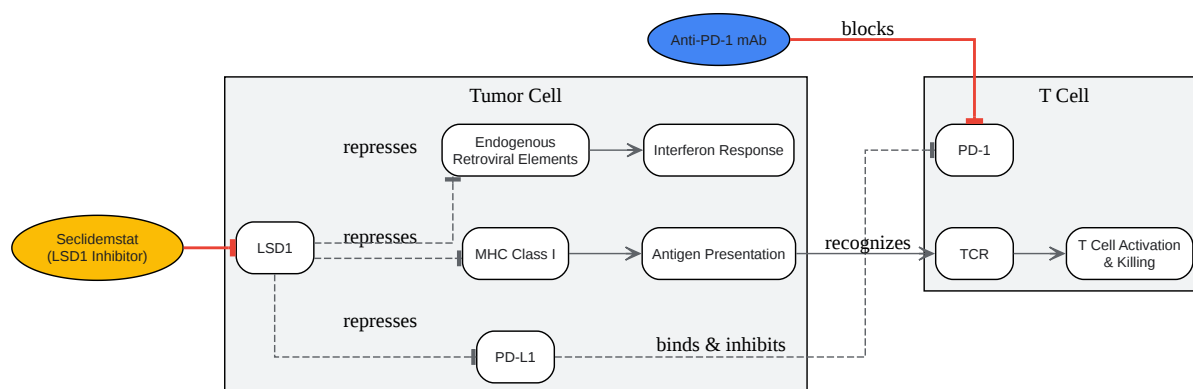 Anti-PD-1 mAb
blocks
Tumor Cell
T Cell
represses
Endogenous
Retroviral Elements
Interferon Response
PD-1
Seclidemstat
(LSD1 Inhibitor)
LSD1
represses
MHC Class I
Antigen Presentation
recognizes
TCR
T Cell Activation
& Killing
represses
PD-L1
binds & inhibits